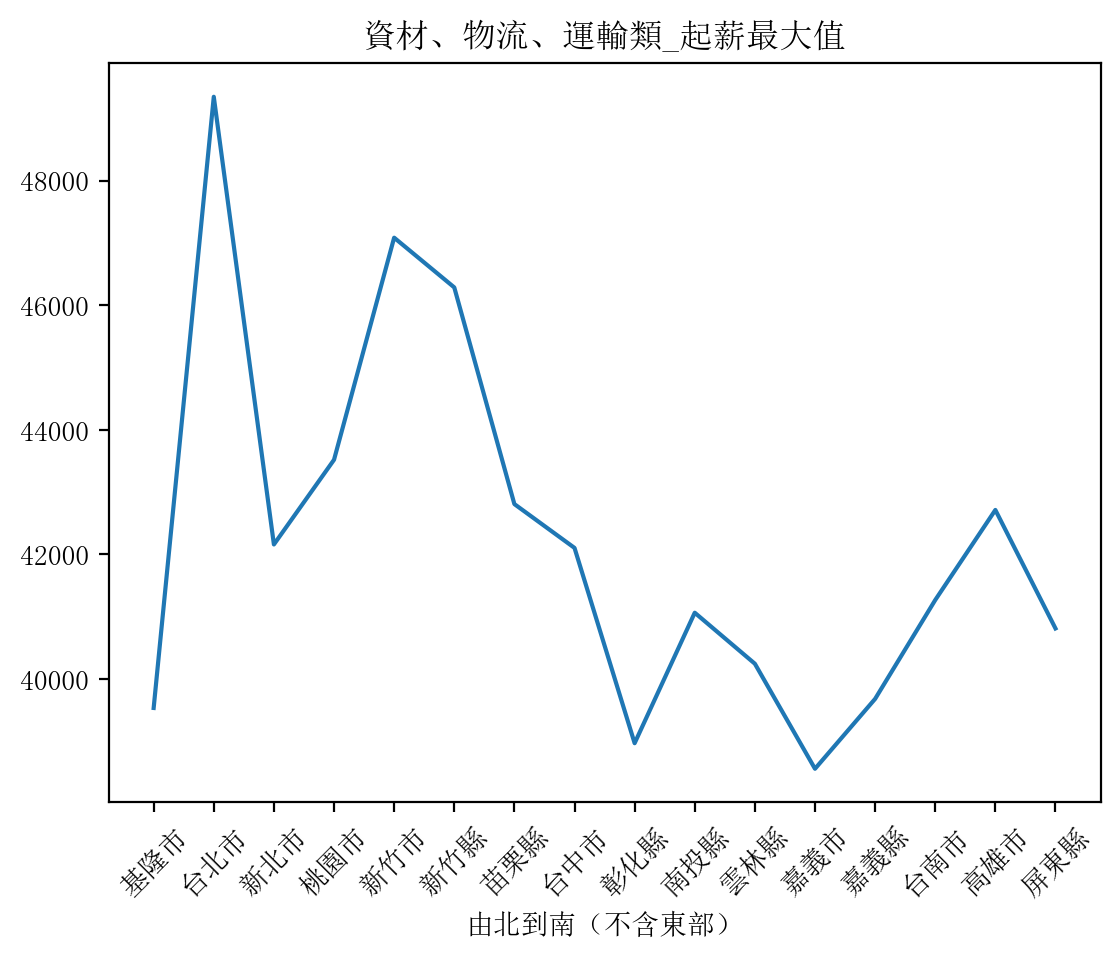 資材、物流、運輸類_起薪最大值
48000
46000
44000
42000
40000
基隆市
台北市
新北市
桃園市
新竹市
新竹縣
苗栗縣
台中市
彰化縣
南投縣
雲林縣
嘉義市
嘉義縣
台南市
高雄市
屏東縣
由北到南（不含東部）